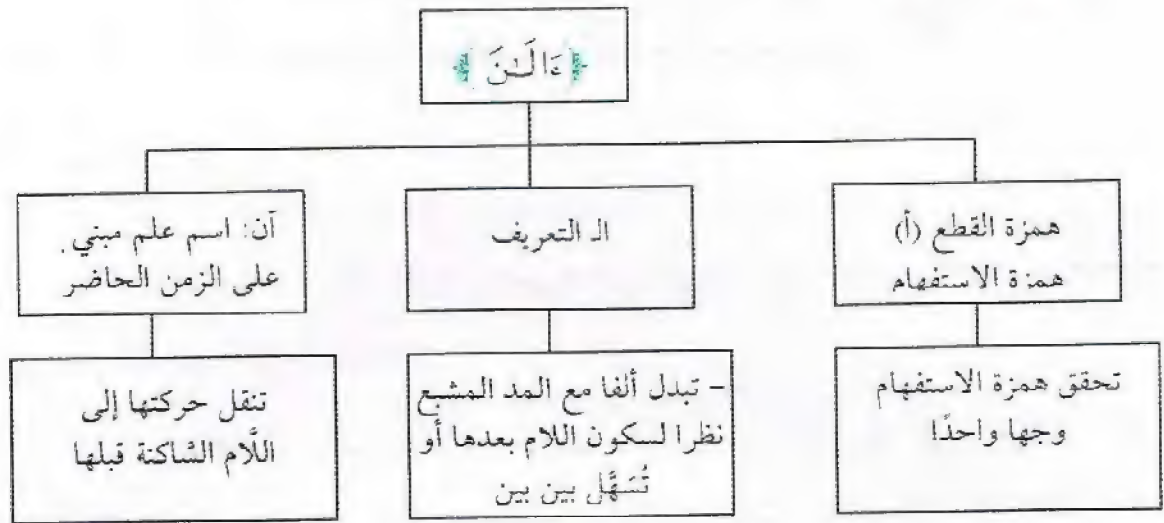 ﴿ءَالَـٰنَ﴾
همزة القطع (أ)
همزة الاستفهام
الـ التعريف
آن: اسم علم مبني
على الزمن الحاضر
تحقق همزة الاستفهام
وجها واحدًا!
- تبدل ألفا مع المد المشبع
نظرا لسكون اللام بعدها أو
تُسَهَّل بين بين
تنقل حركتها إلى
اللَّام السَّاكنة قبلها